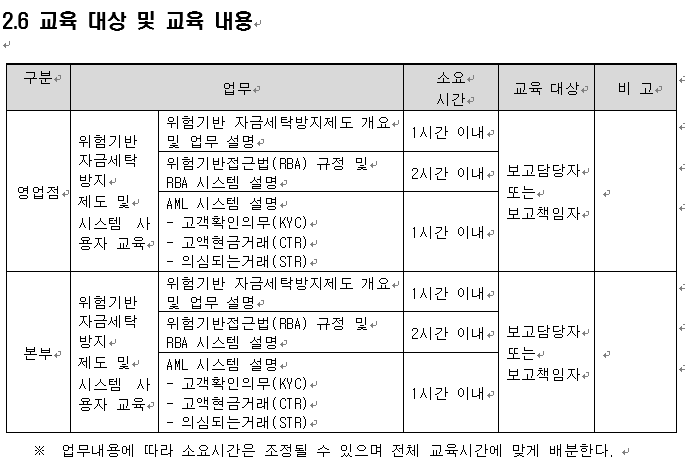 2.6 교육 대상 및 교육 내용
구분
업무
소요
시간
교육 대상
비 고
영업점
위험기반
자금세탁
방지
제도 및
시스템 사
용자 교육
위험기반 자금세탁방지제도 개요
및 업무 설명
1시간 이내
위험기반접근법(RBA) 규정 및
RBA 시스템 설명
2시간 이내
AML 시스템 설명
- 고객확인의무(KYC)
- 고액현금거래(CTR)
- 의심되는거래(STR)
1시간 이내
보고담당자
또는
보고책임자
본부
위험기반
자금세탁
방지
제도 및
시스템 사
용자 교육
위험기반 자금세탁방지제도 개요
및 업무 설명
1시간 이내
위험기반접근법(RBA) 규정 및
RBA 시스템 설명
2시간 이내
AML 시스템 설명
- 고객확인의무(KYC)
- 고액현금거래(CTR)
- 의심되는거래(STR)
1시간 이내
보고담당자
또는
보고책임자
※ 업무내용에 따라 소요시간은 조정될 수 있으며 전체 교육시간에 맞게 배분한다.